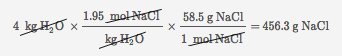 4 kg H₂O × 1.95 mol NaCl / kg H₂O × 58.5 g NaCl / 1 mol NaCl = 456.3 g NaCl